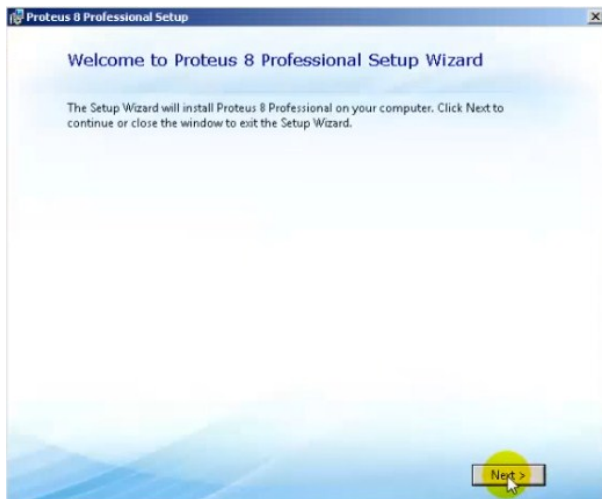 Proteus 8 Professional Setup
Welcome to Proteus 8 Professional Setup Wizard
The Setup Wizard will install Proteus 8 Professional on your computer. Click Next to
continue or close the window to exit the Setup Wizard.
Next >